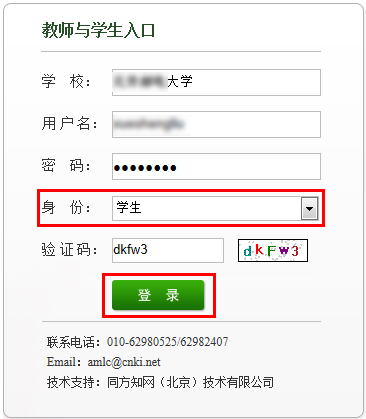 教师与学生入口
学 校： 大学
用户名：
密 码： ●●●●●●●●
身 份： 学生
验证码： dkfw3 dkFw3
登 录
联系电话：010-62980525/62982407
Email：amlc@cnki.net
技术支持：同方知网（北京）技术有限公司